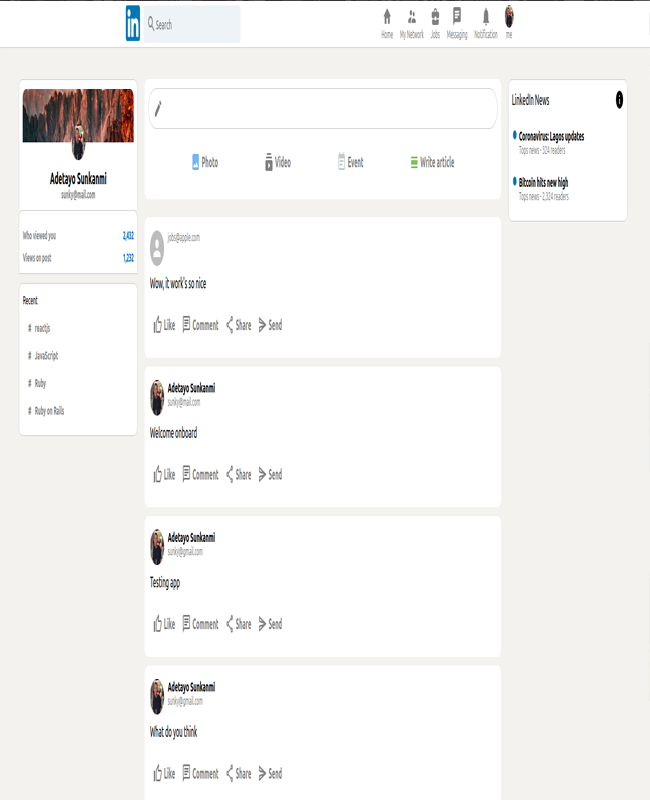 in
Search
Home
My Network
Jobs
Messaging
Notification
me
Adetayo Sunkanmi
sunky@mail.com
Who viewed you 2,432
Views on post 1,232
Recent
# reactjs
# JavaScript
# Ruby
# Ruby on Rails
Photo
Video
Event
Write article
jobs@apple.com
Wow, it work's so nice
Like Comment Share Send
Adetayo Sunkanmi
sunky@mail.com
Welcome onboard
Like Comment Share Send
Adetayo Sunkanmi
sunky@gmail.com
Testing app
Like Comment Share Send
Adetayo Sunkanmi
sunky@gmail.com
What do you think
Like Comment Share Send
LinkedIn News
Coronavirus: Lagos updates
Tops news - 324 readers
Bitcoin hits new high
Tops news - 2,324 readers